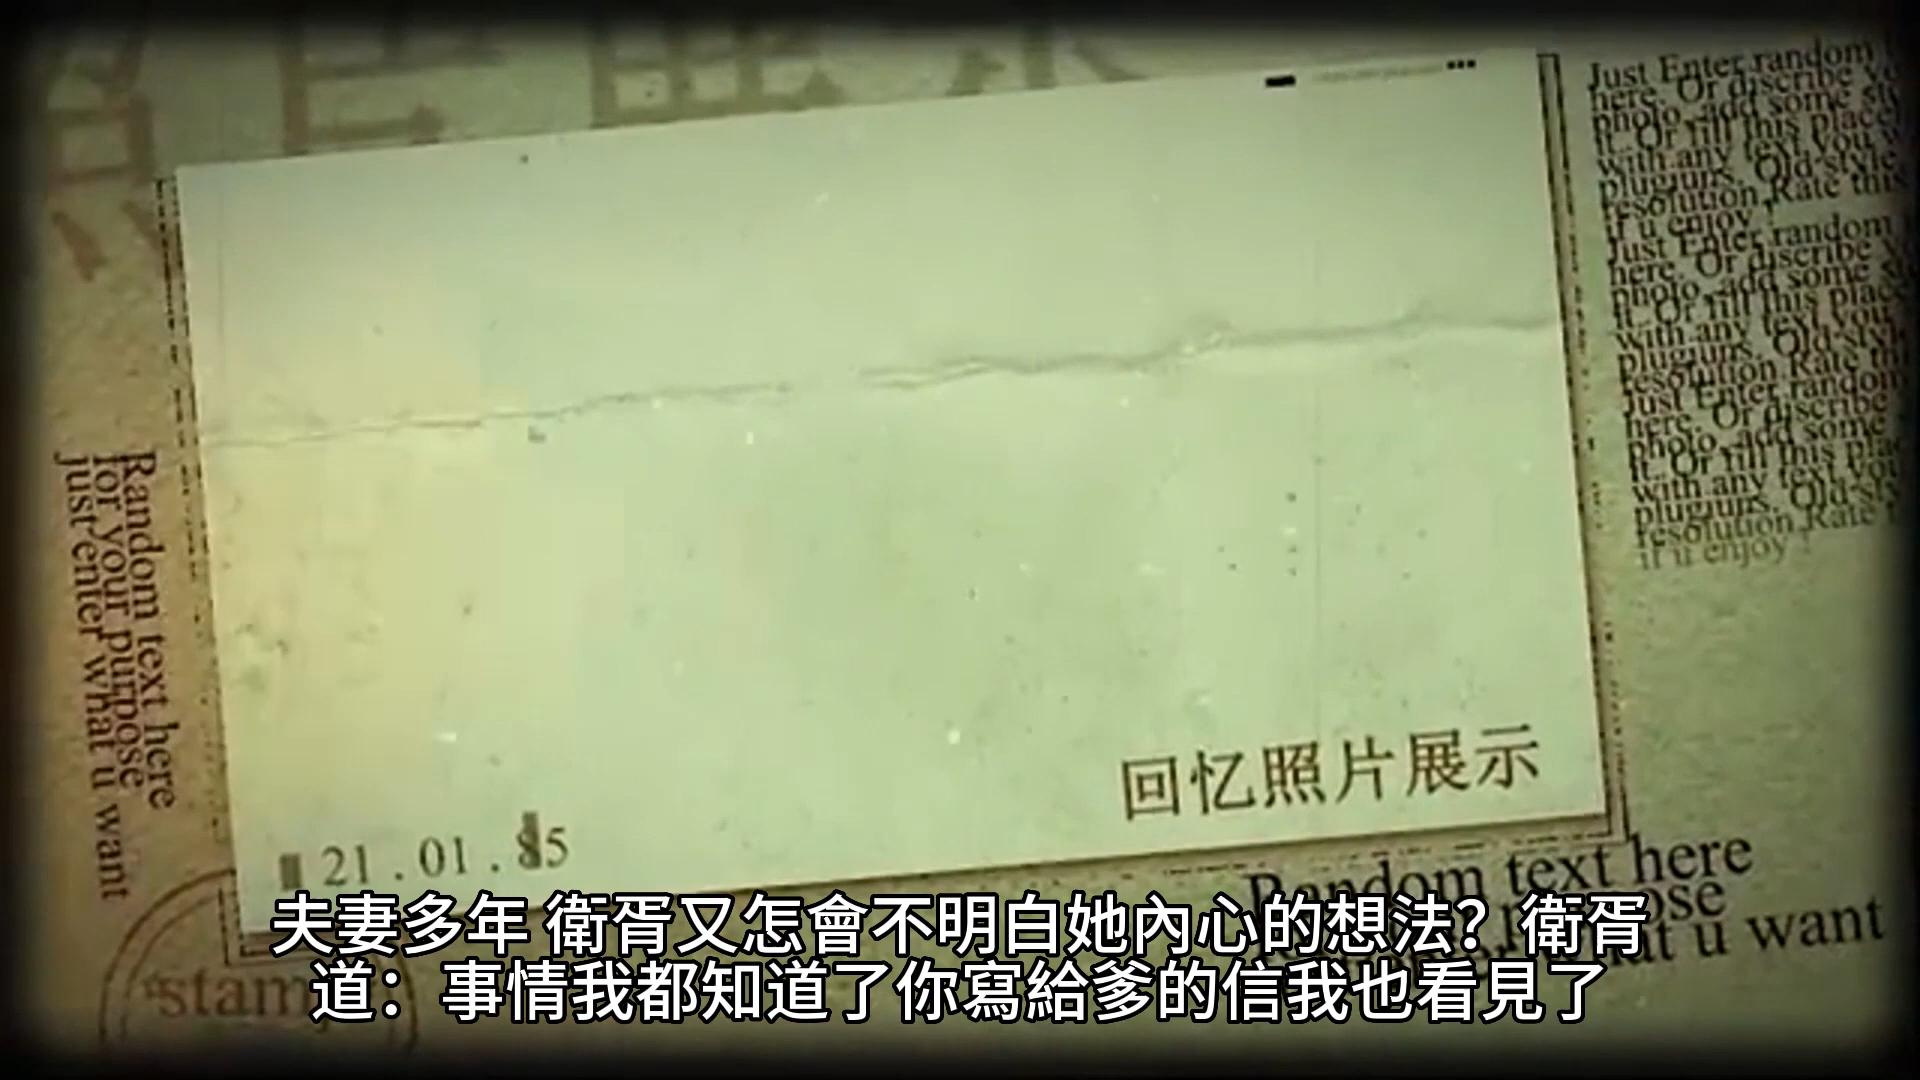 Just Enter random
here. Or discribe
photo, add some
it. Or fill this place
with any text you
plugiuns. Old-style
resolution Rate this
if u enjoy !
Just Enter random
here. Or discribe
photo, add some
it. Or fill this place
with any text you
plugiuns. Old-style
resolution Rate this
Just Enter random
here. Or discribe
photo, add some
it. Or fill this place
with any text you
plugiuns. Old-style
resolution Rate
if u enjoy !
Random text here
for your purpose
just enter what u want
回忆照片展示
21.01.85
Random text here
what u want
stam
夫妻多年 衛胥又怎會不明白她內心的想法？衛胥
道：事情我都知道了你寫給爹的信我也看見了